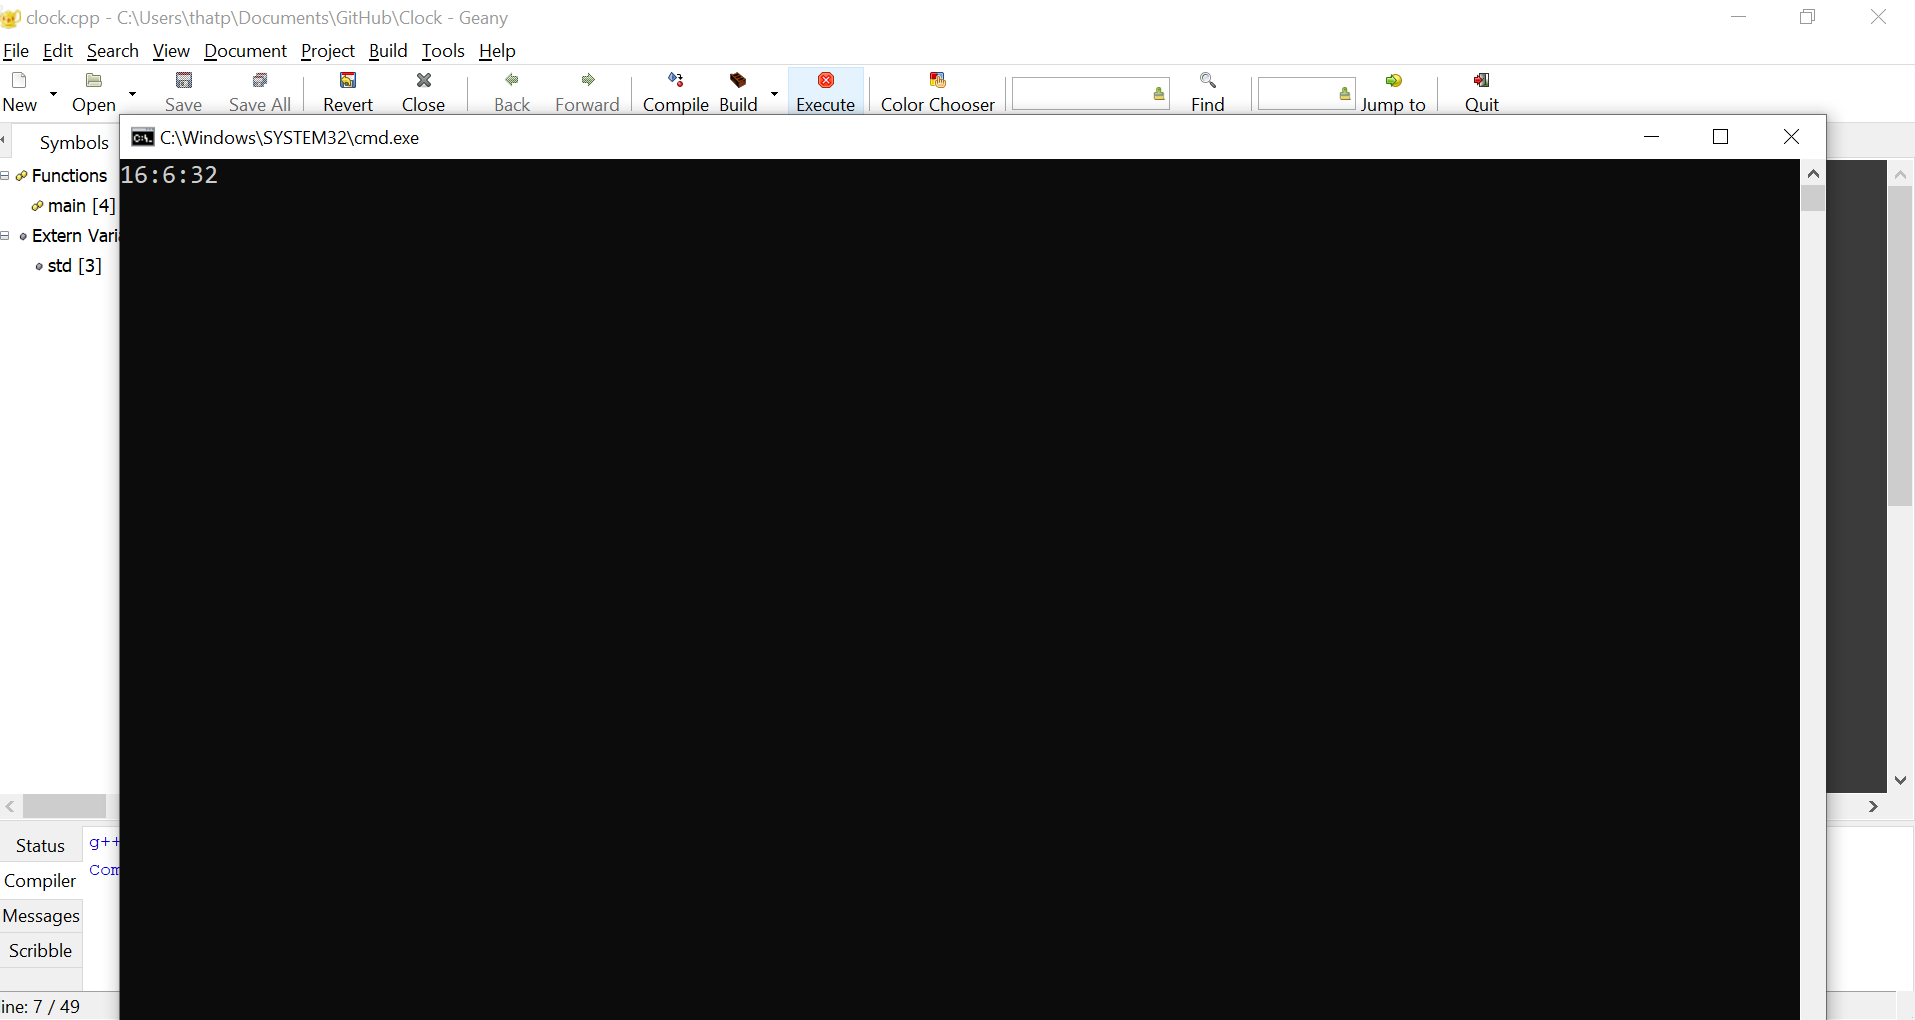 clock.cpp - C:\Users\thatp\Documents\GitHub\Clock - Geany
File Edit Search View Document Project Build Tools Help
New Open Save Save All Revert Close Back Forward Compile Build Execute Color Chooser Find Jump to Quit
C:\Windows\SYSTEM32\cmd.exe
Symbols
Functions
main [4]
Extern Vari
std [3]
16:6:32
Status
Compiler
Messages
Scribble
g++
Com
ine: 7 / 49